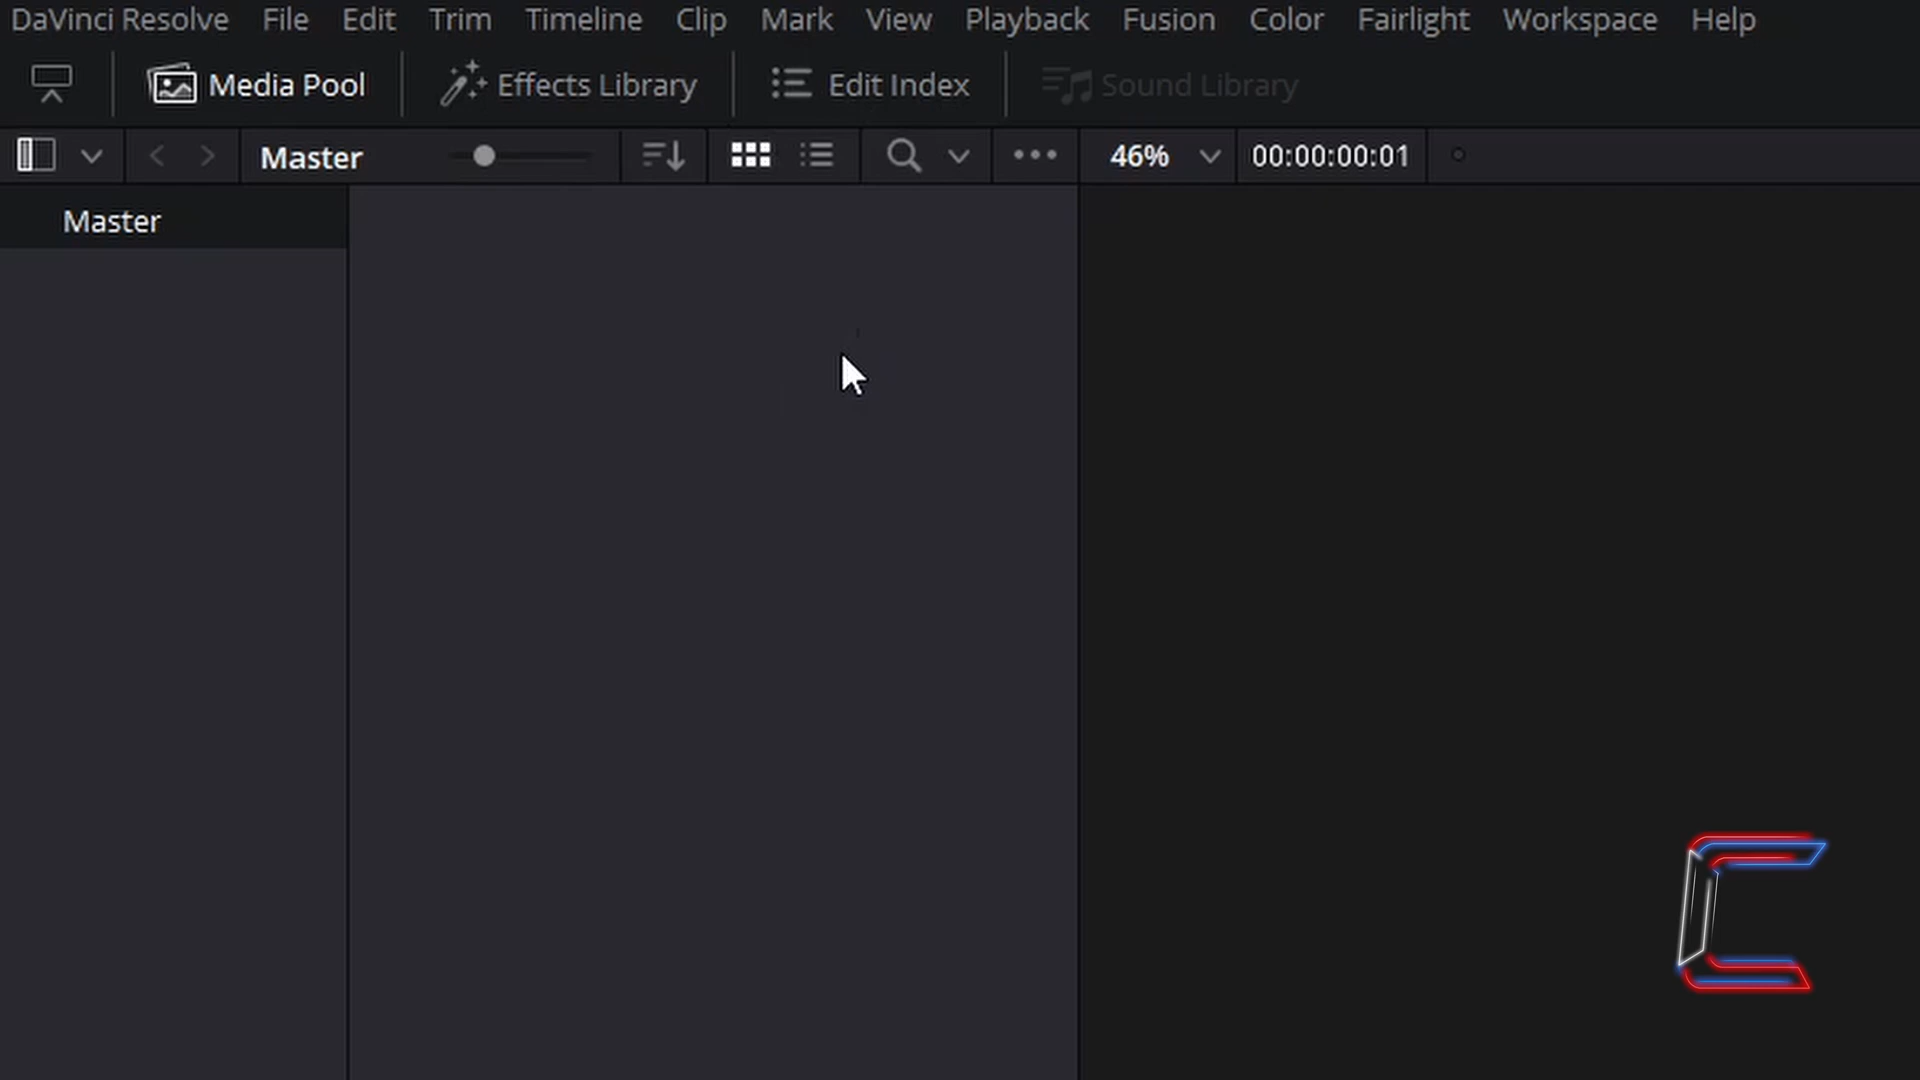 DaVinci Resolve File Edit Trim Timeline Clip Mark View Playback Fusion Color Fairlight Workspace Help
Media Pool Effects Library Edit Index Sound Library
Master 46% 00:00:00:01
Master